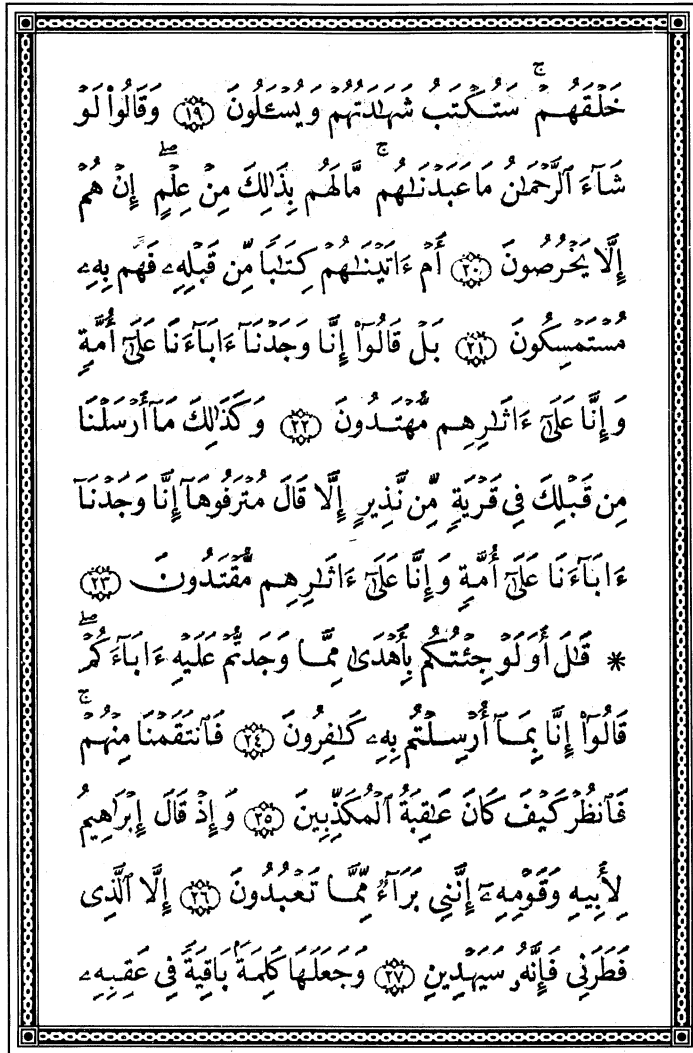 خَلْقَهُمْ ۚ سَتُكْتَبُ شَهَٰدَتُهُمْ وَيُسْـَٔلُونَ ﴿١٩﴾ وَقَالُوا۟ لَوْ
شَآءَ ٱلرَّحْمَٰنُ مَا عَبَدْنَٰهُم ۚ مَّا لَهُم بِذَٰلِكَ مِنْ عِلْمٍ ۖ إِنْ هُمْ
إِلَّا يَخْرُصُونَ ﴿٢٠﴾ أَمْ ءَاتَيْنَٰهُمْ كِتَٰبًا مِّن قَبْلِهِۦ فَهُم بِهِۦ
مُسْتَمْسِكُونَ ﴿٢١﴾ بَلْ قَالُوٓا۟ إِنَّا وَجَدْنَآ ءَابَآءَنَا عَلَىٰٓ أُمَّةٍ
وَإِنَّا عَلَىٰٓ ءَاثَٰرِهِم مُّهْتَدُونَ ﴿٢٢﴾ وَكَذَٰلِكَ مَآ أَرْسَلْنَا
مِن قَبْلِكَ فِى قَرْيَةٍ مِّن نَّذِيرٍ إِلَّا قَالَ مُتْرَفُوهَآ إِنَّا وَجَدْنَآ
ءَابَآءَنَا عَلَىٰٓ أُمَّةٍ وَإِنَّا عَلَىٰٓ ءَاثَٰرِهِم مُّقْتَدُونَ ﴿٢٣﴾
* قَٰلَ أَوَلَوْ جِئْتُكُم بِأَهْدَىٰ مِمَّا وَجَدتُّمْ عَلَيْهِ ءَابَآءَكُمْ ۖ
قَالُوٓا۟ إِنَّا بِمَآ أُرْسِلْتُم بِهِۦ كَٰفِرُونَ ﴿٢٤﴾ فَٱنتَقَمْنَا مِنْهُمْ ۚ
فَٱنظُرْ كَيْفَ كَانَ عَٰقِبَةُ ٱلْمُكَذِّبِينَ ﴿٢٥﴾ وَإِذْ قَالَ إِبْرَٰهِيمُ
لِأَبِيهِ وَقَوْمِهِۦٓ إِنَّنِى بَرَآءٌ مِّمَّا تَعْبُدُونَ ﴿٢٦﴾ إِلَّا ٱلَّذِى
فَطَرَنِى فَإِنَّهُۥ سَيَهْدِينِ ﴿٢٧﴾ وَجَعَلَهَا كَلِمَةًۢ بَاقِيَةً فِى عَقِبِهِۦ